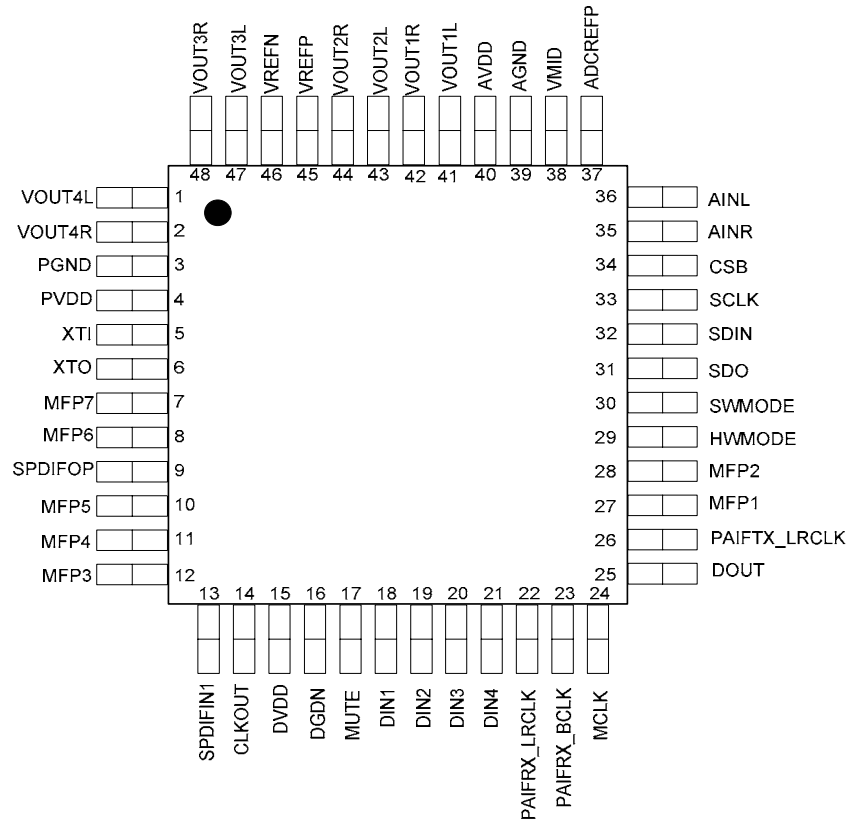 VOUT3R VOUT3L VREFN VREFP VOUT2R VOUT2L VOUT1R VOUT1L AVDD AGND VMID ADCREFP
48 47 46 45 44 43 42 41 40 39 38 37
VOUT4L 1 36 AINL
VOUT4R 2 35 AINR
PGND 3 34 CSB
PVDD 4 33 SCLK
XTI 5 32 SDIN
XTO 6 31 SDO
MFP7 7 30 SWMODE
MFP6 8 29 HWMODE
SPDIFOP 9 28 MFP2
MFP5 10 27 MFP1
MFP4 11 26 PAIFTX_LRCLK
MFP3 12 25 DOUT
13 14 15 16 17 18 19 20 21 22 23 24
SPDIFIN1 CLKOUT DVDD DGDN MUTE DIN1 DIN2 DIN3 DIN4 PAIFRX_LRCLK PAIFRX_BCLK MCLK